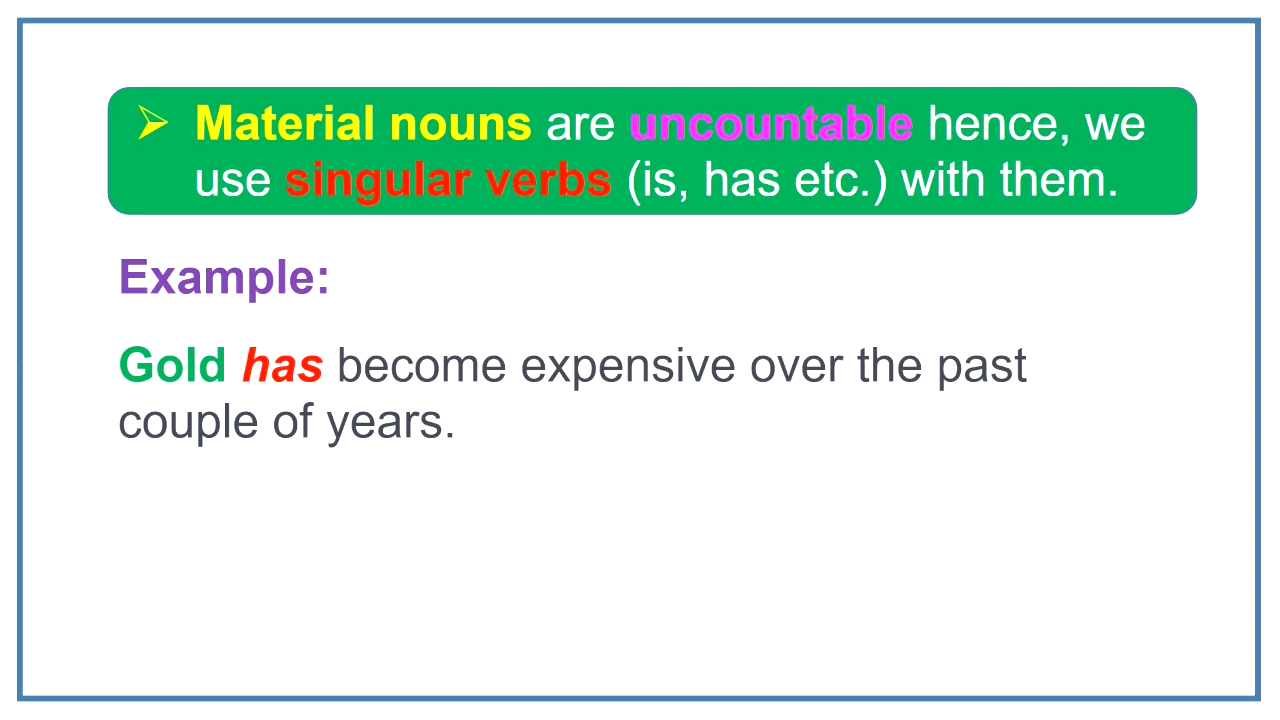 ➢ Material nouns are uncountable hence, we
use singular verbs (is, has etc.) with them.
Example:
Gold has become expensive over the past
couple of years.